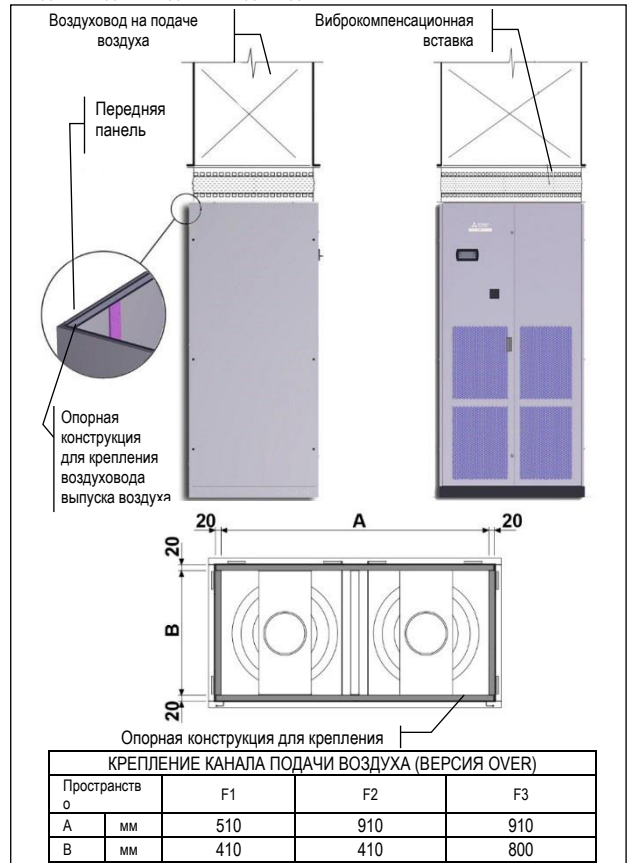 Воздуховод на подаче
воздуха
Виброкомпенсационная
вставка
Передняя
панель
Опорная
конструкция
для крепления
воздуховода
выпуска воздуха
20
A
20
20
B
20
Опорная конструкция для крепления
КРЕПЛЕНИЕ КАНАЛА ПОДАЧИ ВОЗДУХА (ВЕРСИЯ OVER)
Пространств
о
F1 F2 F3
A мм 510 910 910
B мм 410 410 800